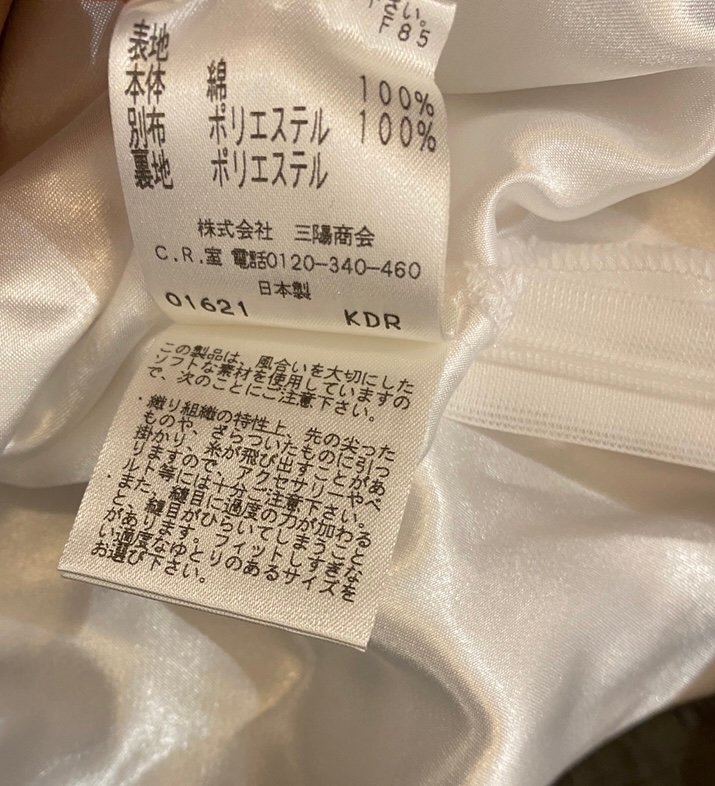 さい。
F85
表地
本体 綿 100%
別布 ポリエステル 100%
裏地 ポリエステル
株式会社 三陽商会
C.R.室 電話0120-340-460
日本製
01621 KDR
この製品は、風合いを大切にした
ソフトな素材を使用していますの
で、次のことにご注意下さい。
・織り組織の特性上、先の尖った
ものや、ざらついたものに引っ
掛かり、糸が飛び出すことがあ
りますので、アクセサリーやベ
ルト等には十分ご注意下さい。
・また、縫目に過度の力が加わる
と、縫目がひらいてしまうこと
があります。フィットしすぎな
い適度なゆとりのあるサイズを
お選び下さい。